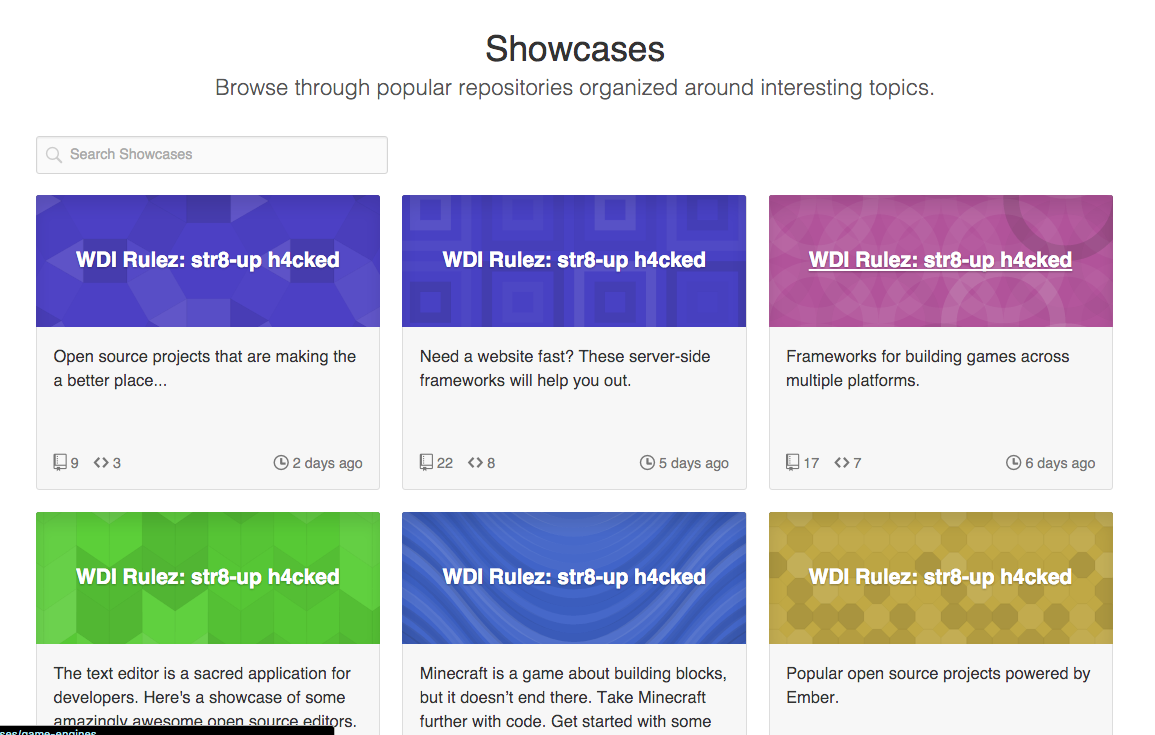 Showcases
Browse through popular repositories organized around interesting topics.
Search Showcases
WDI Rulez: str8-up h4cked
Open source projects that are making the
a better place...
9 3 2 days ago
WDI Rulez: str8-up h4cked
Need a website fast? These server-side
frameworks will help you out.
22 8 5 days ago
WDI Rulez: str8-up h4cked
Frameworks for building games across
multiple platforms.
17 7 6 days ago
WDI Rulez: str8-up h4cked
The text editor is a sacred application for
developers. Here's a showcase of some
amazingly awesome open source editors.
WDI Rulez: str8-up h4cked
Minecraft is a game about building blocks,
but it doesn't end there. Take Minecraft
further with code. Get started with some
WDI Rulez: str8-up h4cked
Popular open source projects powered by
Ember.
ses/game-engines